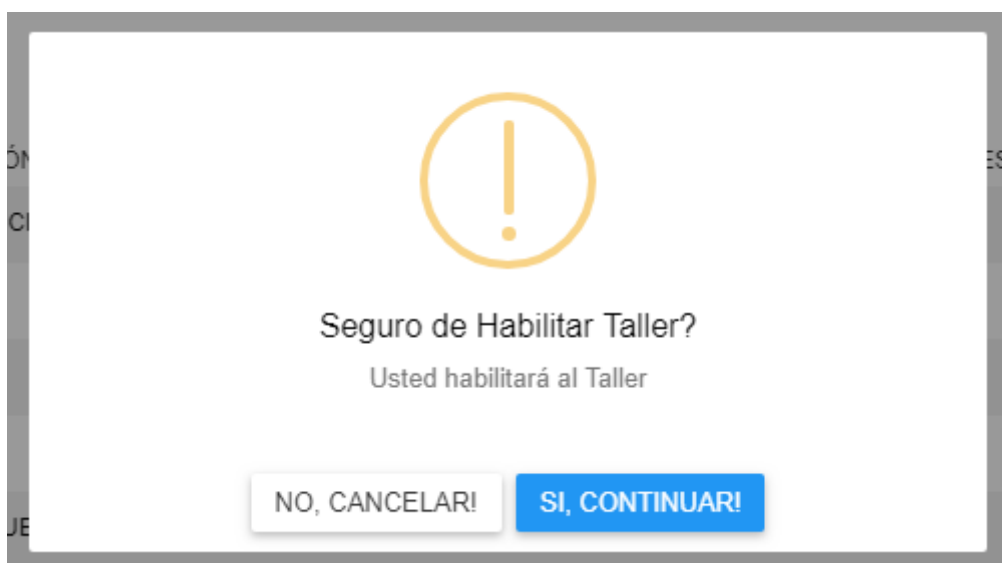 Seguro de Habilitar Taller?
Usted habilitará al Taller
NO, CANCELAR!
SI, CONTINUAR!